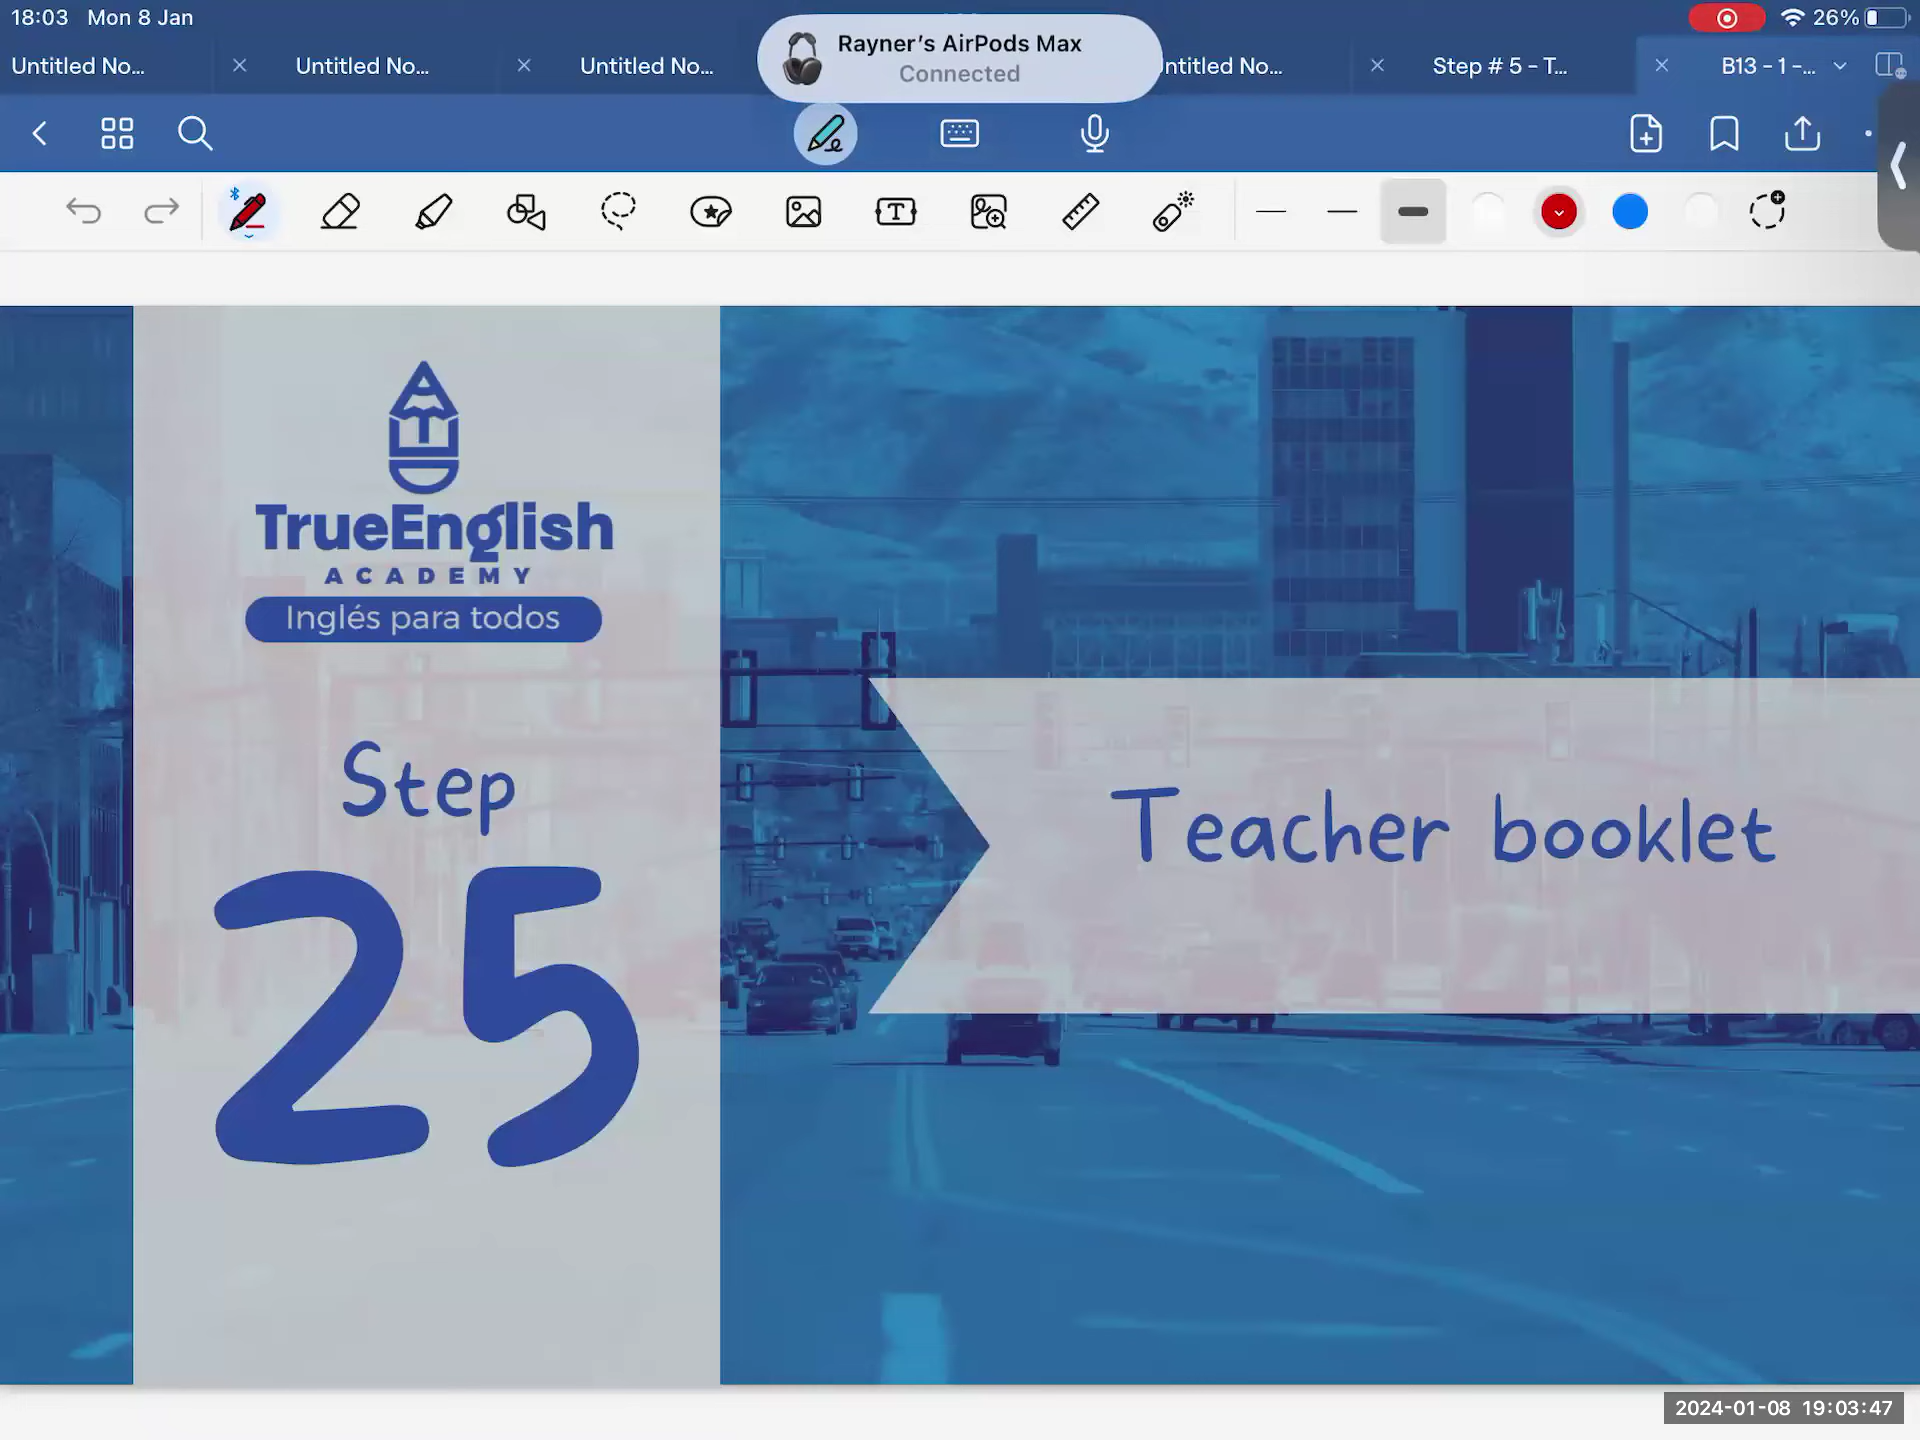 18:03 Mon 8 Jan
26%
Rayner's AirPods Max
Connected
Untitled No...
Untitled No...
Untitled No...
Untitled No...
Step # 5 - T...
B13 - 1 -...
TrueEnglish
ACADEMY
Inglés para todos
Step
25
Teacher booklet
2024-01-08 19:03:47